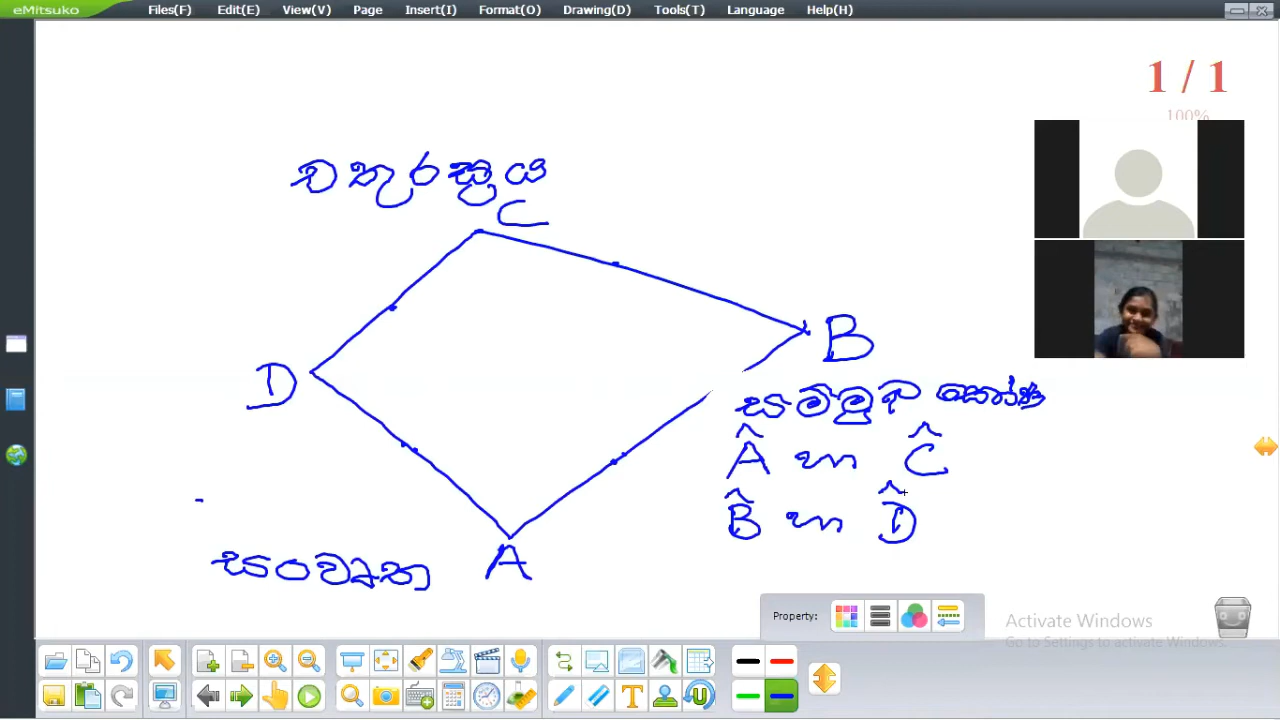 eMitsuko Files(F) Edit(E) View(V) Page Insert(I) Format(O) Drawing(D) Tools(T) Language Help(H)
1 / 1
100%
චතුරස්‍රය
C
B
D
සම්මුඛ කෝණ
Â හා Ĉ
B̂ හා D̂
සංවෘත
A
Property:
Activate Windows
Go to Settings to activate Windows.